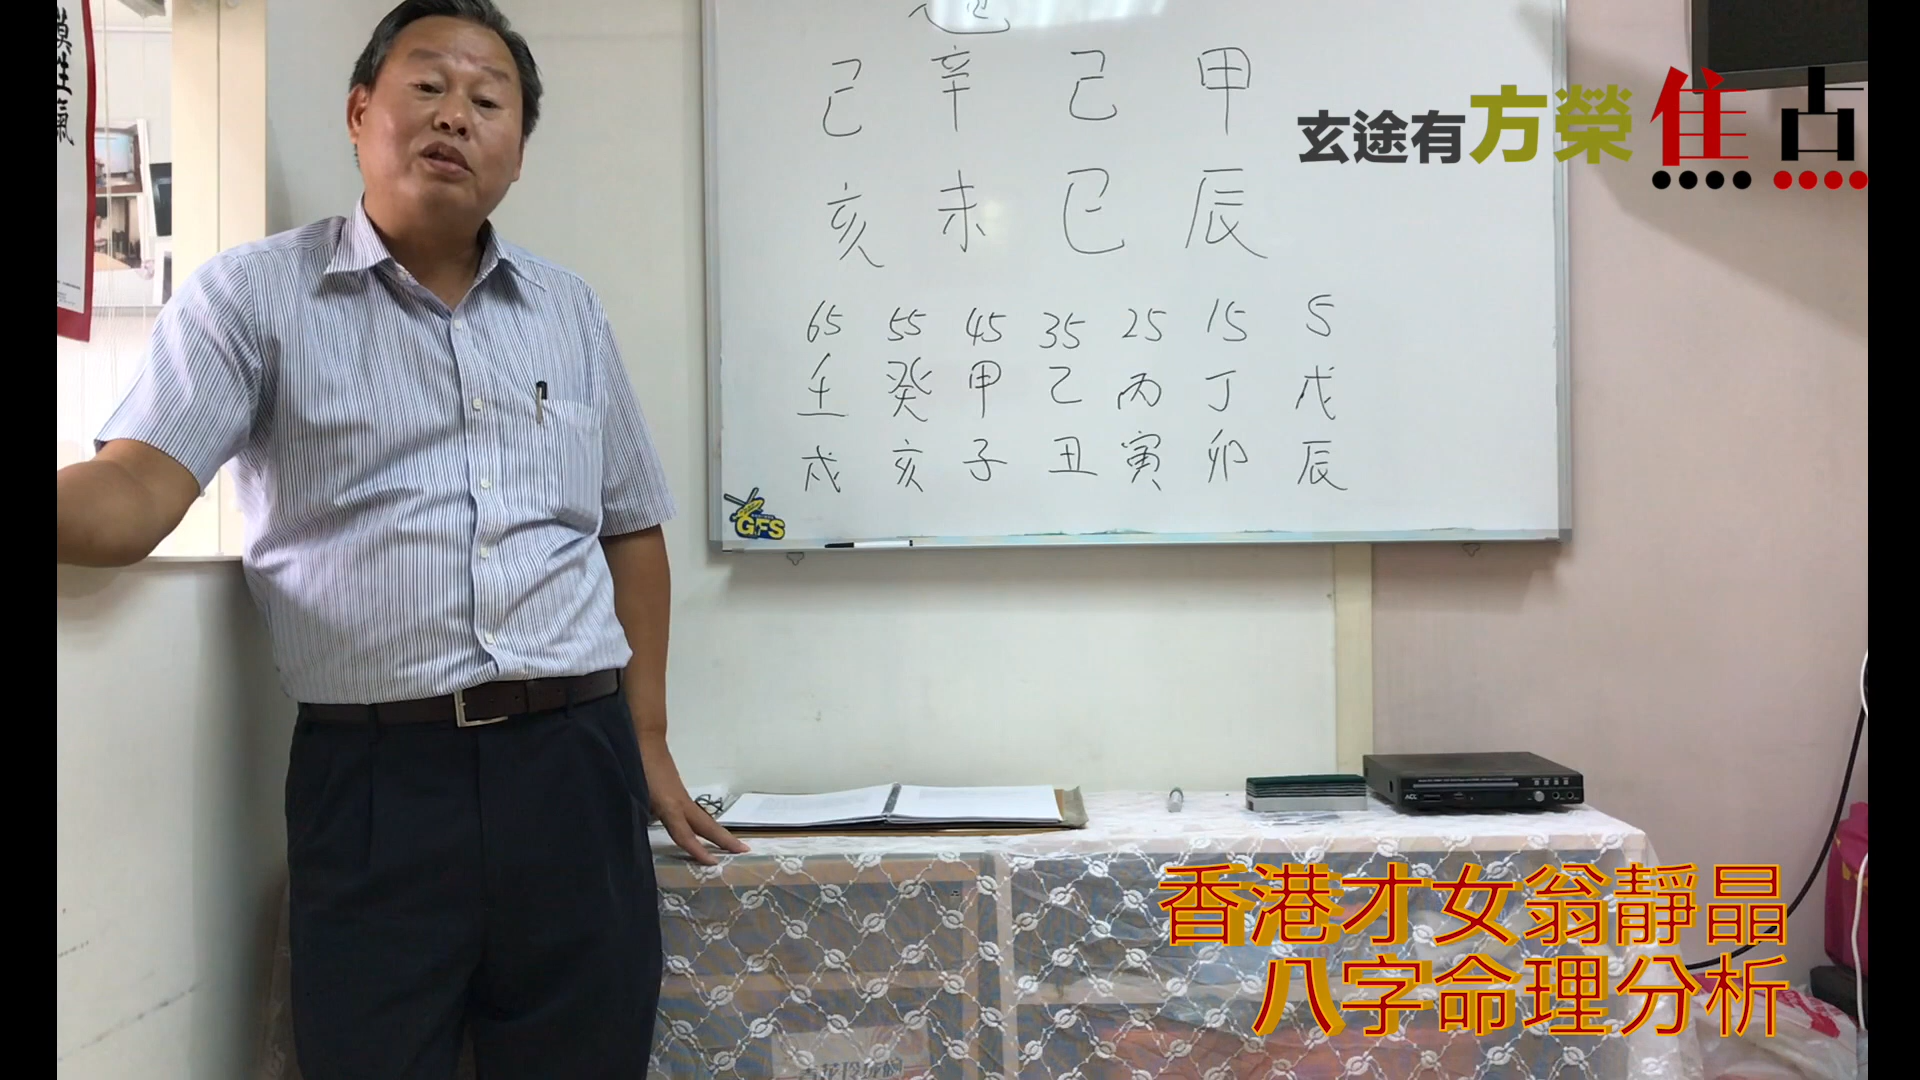 己 辛 己 甲
亥 未 巳 辰
65 55 45 35 25 15 5
壬 癸 甲 乙 丙 丁 戊
戌 亥 子 丑 寅 卯 辰
GFS
玄途有方榮 住 占
香港才女翁靜晶
八字命理分析